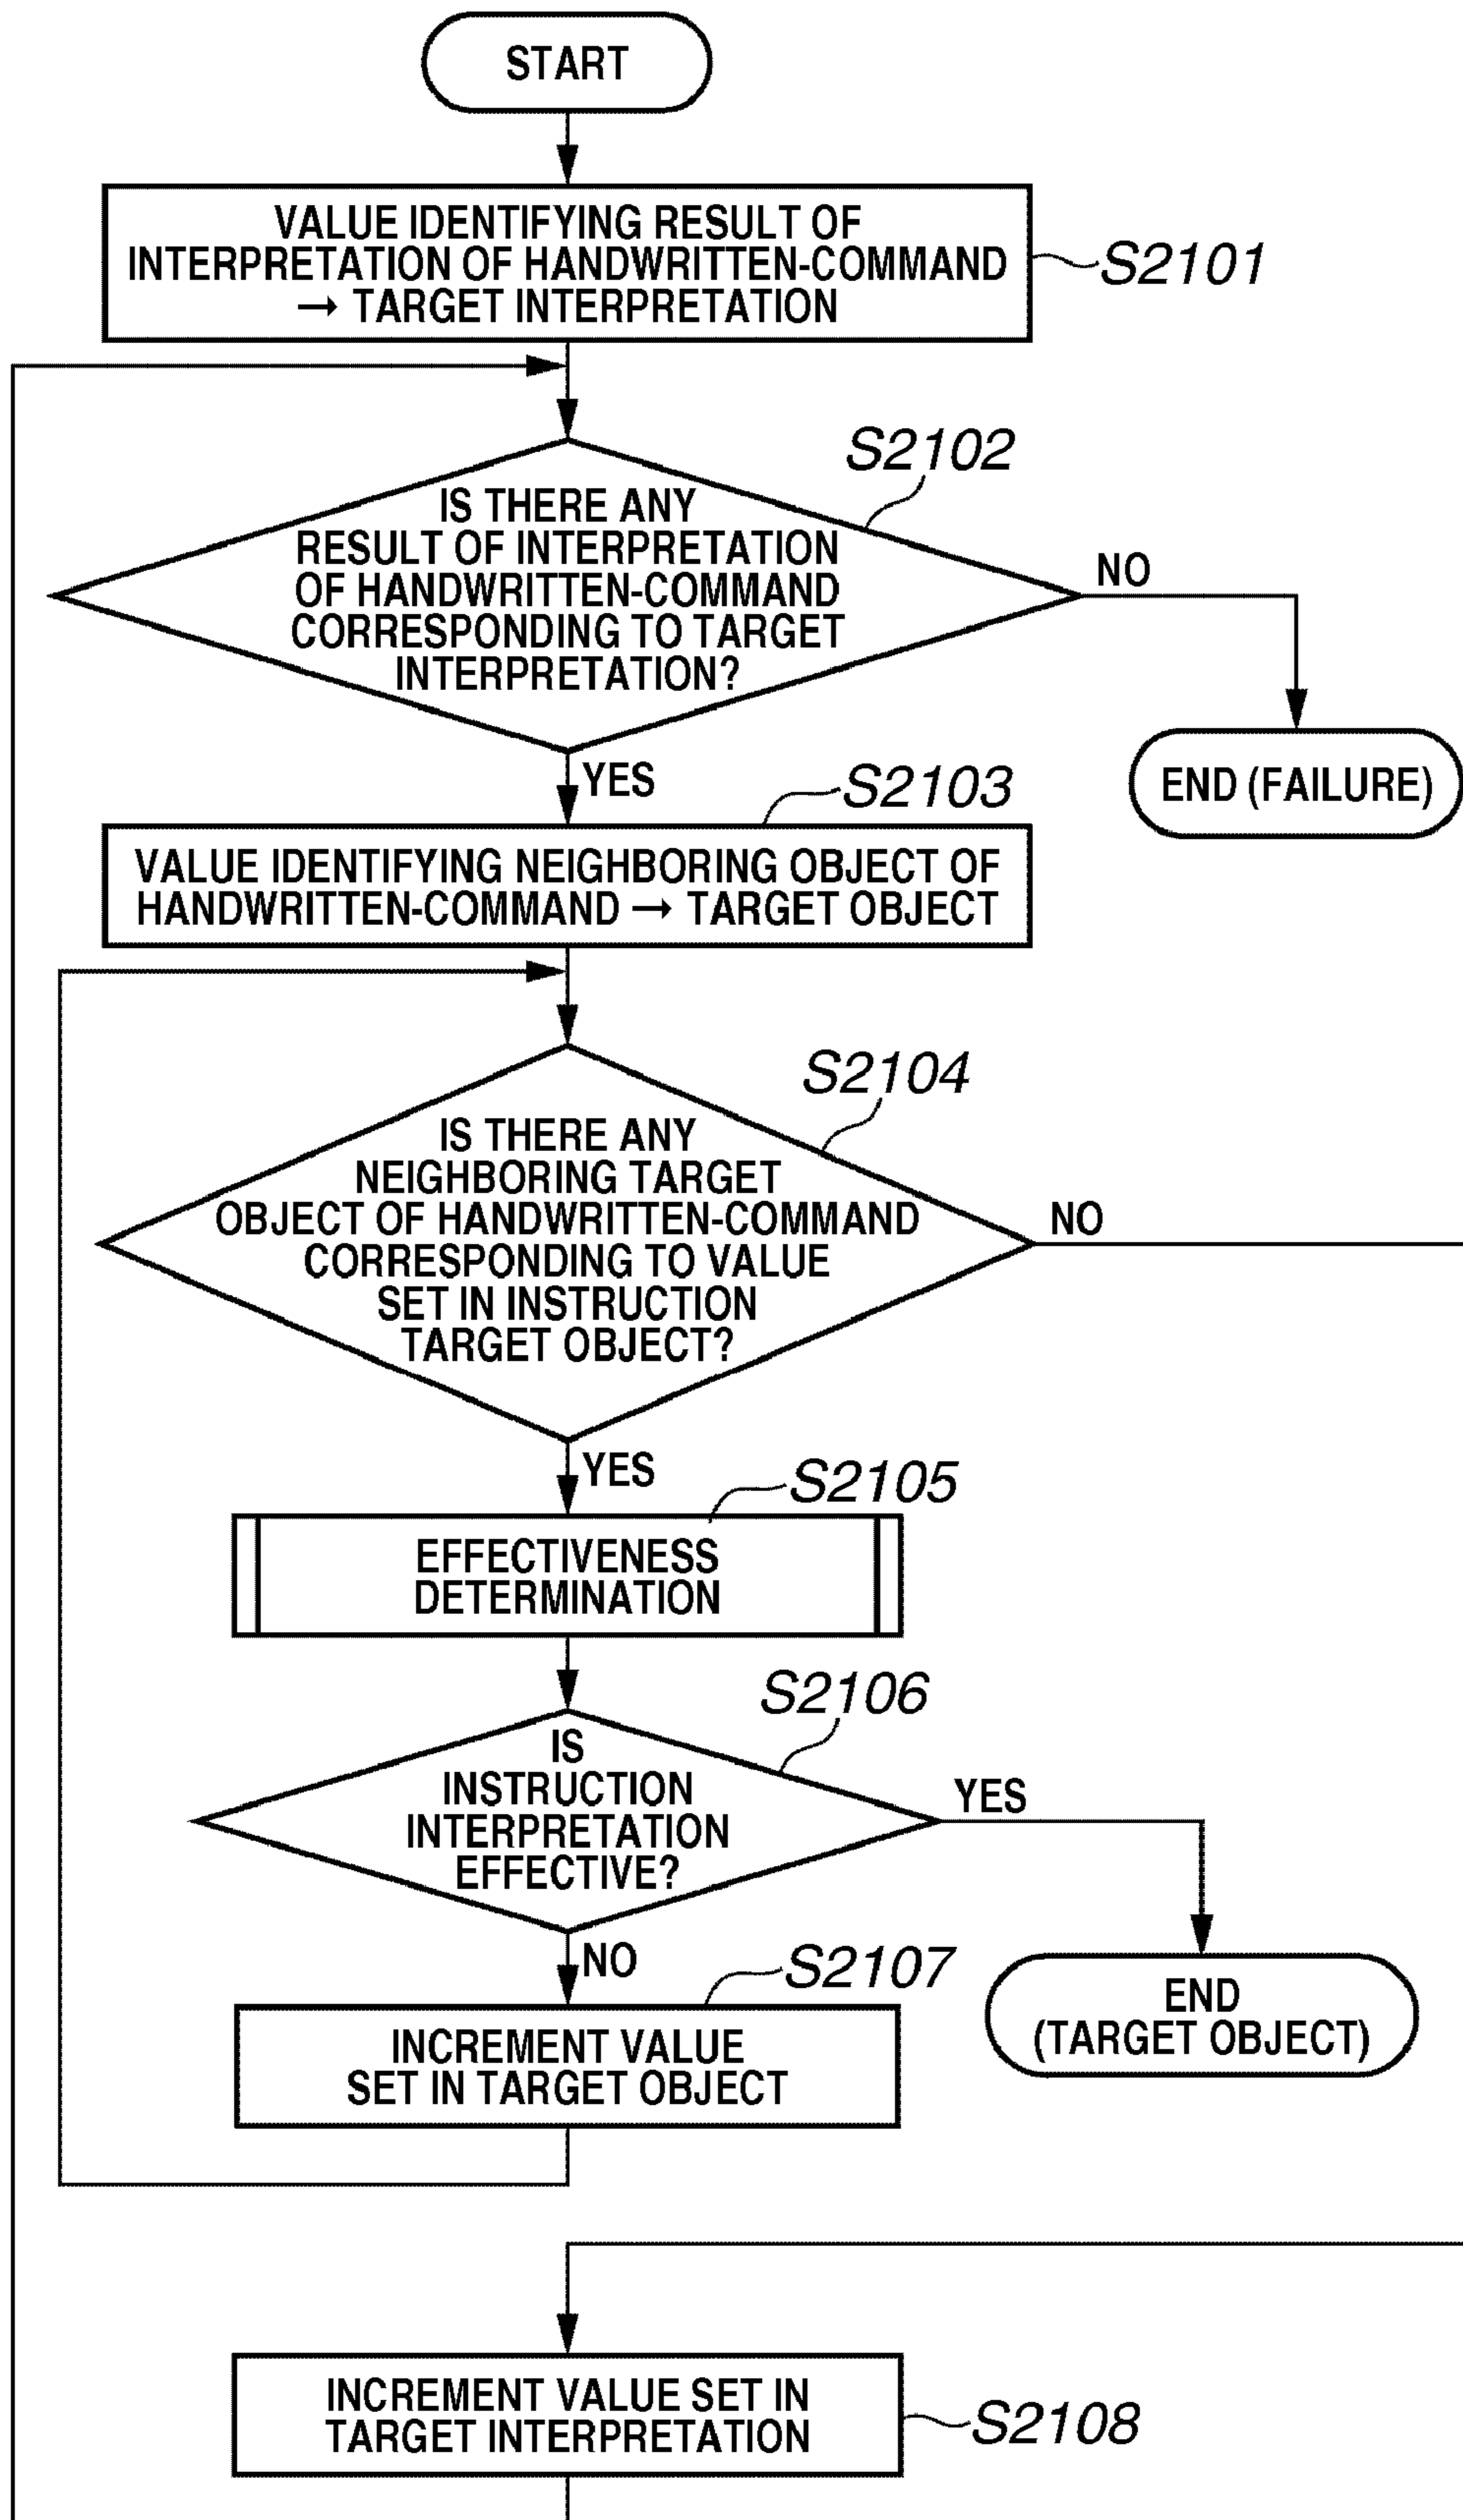 START
VALUE IDENTIFYING RESULT OF
INTERPRETATION OF HANDWRITTEN-COMMAND
→ TARGET INTERPRETATION
S2101
S2102
IS THERE ANY
RESULT OF INTERPRETATION
OF HANDWRITTEN-COMMAND
CORRESPONDING TO TARGET
INTERPRETATION?
NO
END (FAILURE)
YES
S2103
VALUE IDENTIFYING NEIGHBORING OBJECT OF
HANDWRITTEN-COMMAND → TARGET OBJECT
S2104
IS THERE ANY
NEIGHBORING TARGET
OBJECT OF HANDWRITTEN-COMMAND
CORRESPONDING TO VALUE
SET IN INSTRUCTION
TARGET OBJECT?
NO
YES
S2105
EFFECTIVENESS
DETERMINATION
S2106
IS
INSTRUCTION
INTERPRETATION
EFFECTIVE?
YES
NO
S2107
END
(TARGET OBJECT)
INCREMENT VALUE
SET IN TARGET OBJECT
INCREMENT VALUE SET IN
TARGET INTERPRETATION
S2108